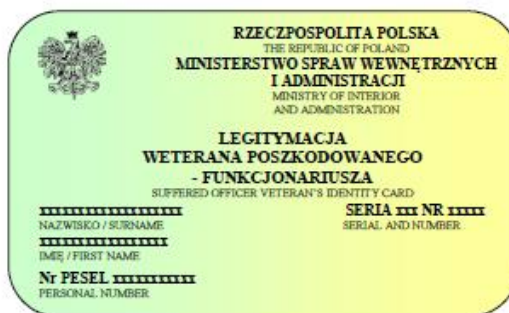 RZECZPOSPOLITA POLSKA
THE REPUBLIC OF POLAND
MINISTERSTWO SPRAW WEWNĘTRZNYCH
I ADMINISTRACJI
MINISTRY OF INTERIOR
AND ADMINISTRATION
LEGITYMACJA
WETERANA POSZKODOWANEGO
- FUNKCJONARIUSZA
SUFFERED OFFICER VETERAN'S IDENTITY CARD
xxxxxxxxxxxxxxxxxxx SERIA xxx NR xxxxx
NAZWISKO / SURNAME SERIAL AND NUMBER
xxxxxxxxxxxxxxxxx
IMIĘ / FIRST NAME
Nr PESEL xxxxxxxxxxx
PERSONAL NUMBER